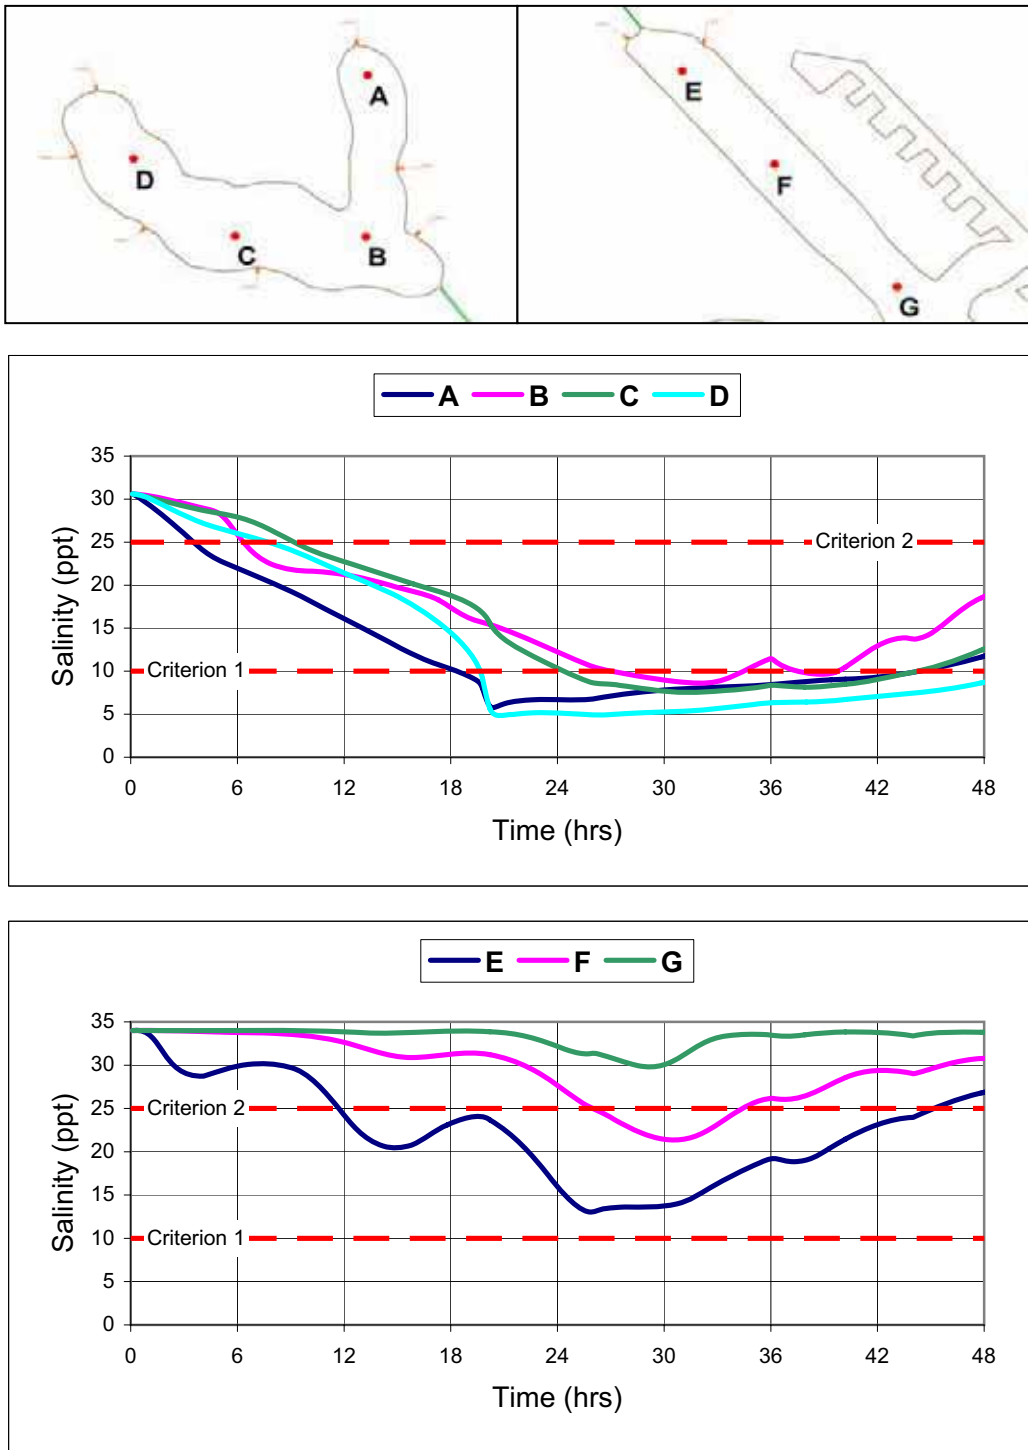 A
B
C
D
E
F
G
A B C D
35
30
25
20
15
10
5
0
Criterion 2
Criterion 1
Salinity (ppt)
0 6 12 18 24 30 36 42 48
Time (hrs)
E F G
35
30
25
20
15
10
5
0
Criterion 2
Criterion 1
Salinity (ppt)
0 6 12 18 24 30 36 42 48
Time (hrs)